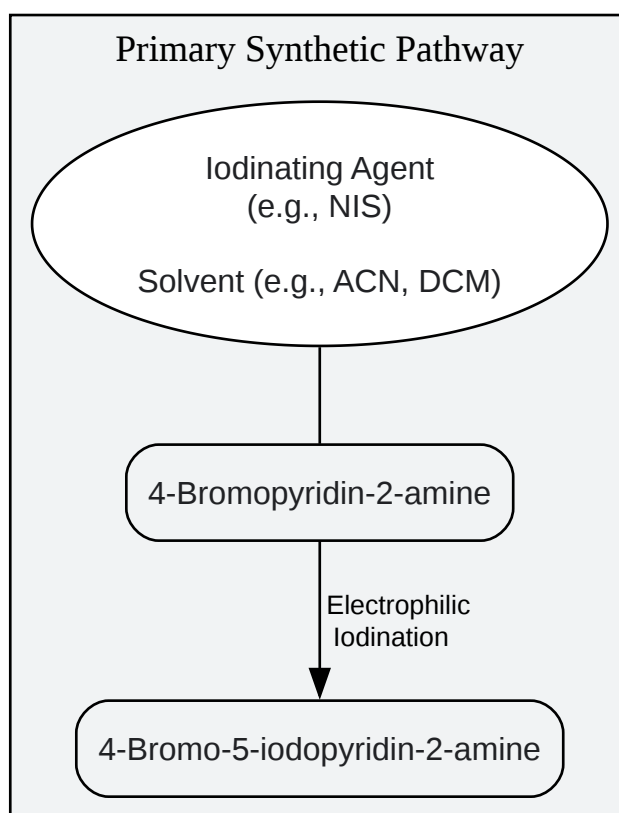 Primary Synthetic Pathway
Iodinating Agent
(e.g., NIS)
Solvent (e.g., ACN, DCM)
4-Bromopyridin-2-amine
Electrophilic
Iodination
4-Bromo-5-iodopyridin-2-amine